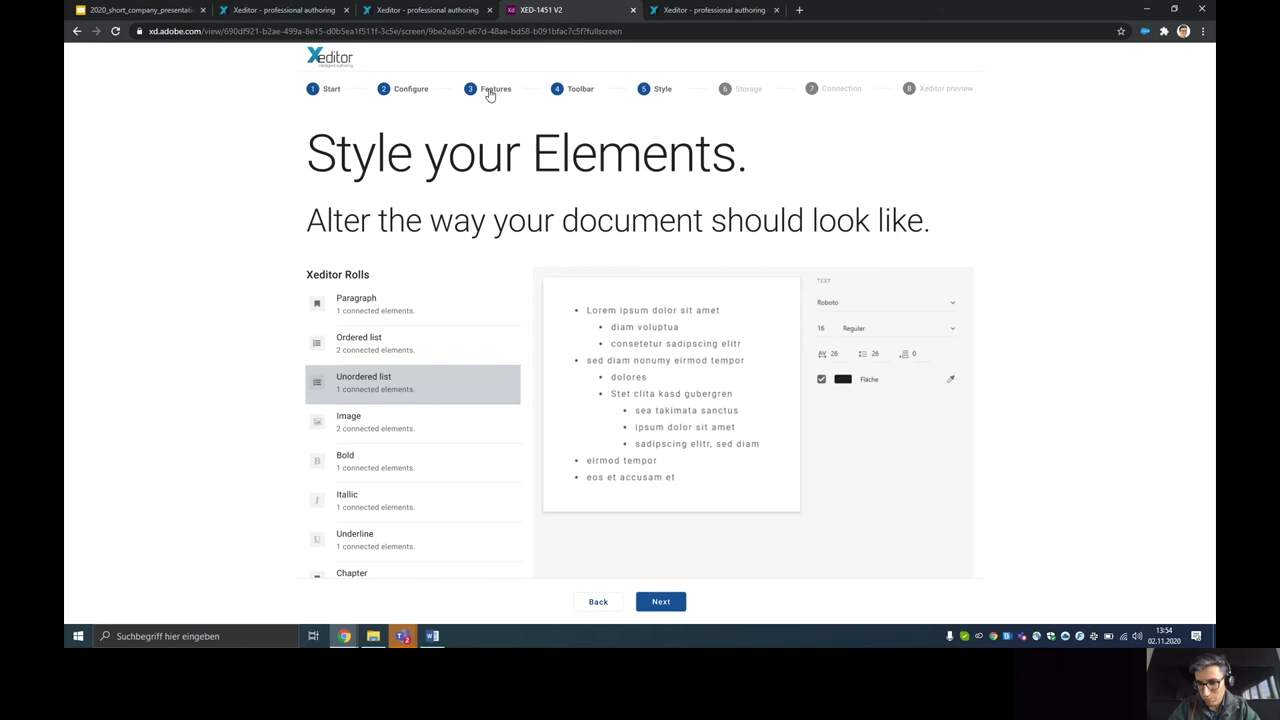 2020_short_company_presentati
Xeditor - professional authoring
Xeditor - professional authoring
XED-1451 V2
Xeditor - professional authoring
xd.adobe.com/view/690df921-b2ae-499a-8e15-d0b5ea1f511f-3c5e/screen/9be2ea50-e67d-48ae-bd58-b091bfac7c5f?fullscreen
Xeditor
intelligent authoring
1 Start
2 Configure
3 Features
4 Toolbar
5 Style
6 Storage
7 Connection
8 Xeditor preview
Style your Elements.
Alter the way your document should look like.
Xeditor Rolls
Paragraph
1 connected elements.
Ordered list
2 connected elements.
Unordered list
1 connected elements.
Image
2 connected elements.
B Bold
1 connected elements.
I Itallic
1 connected elements.
U Underline
1 connected elements.
Chapter
• Lorem ipsum dolor sit amet
• diam voluptua
• consetetur sadipscing elitr
• sed diam nonumy eirmod tempor
• dolores
• Stet clita kasd gubergren
• sea takimata sanctus
• ipsum dolor sit amet
• sadipscing elitr, sed diam
• eirmod tempor
• eos et accusam et
TEXT
Roboto
16 Regular
AV 26 26 0
Fläche
Back
Next
Suchbegriff hier eingeben
13:54
02.11.2020